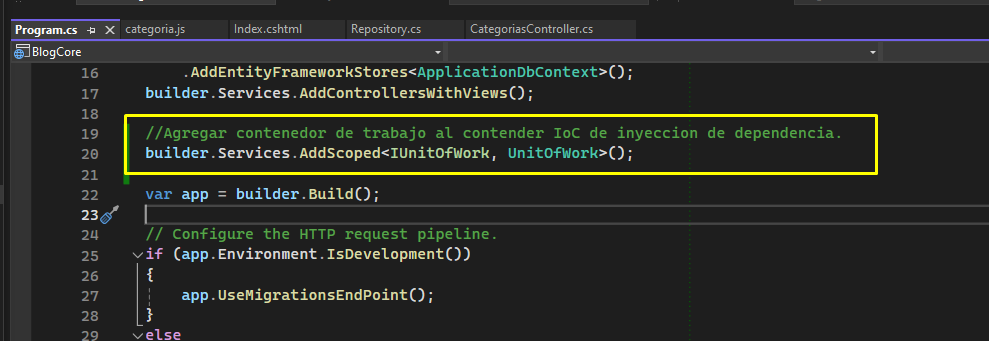 Program.cs
categoria.js
Index.cshtml
Repository.cs
CategoriasController.cs
BlogCore
16 .AddEntityFrameworkStores<ApplicationDbContext>();
17 builder.Services.AddControllersWithViews();
18
19 //Agregar contenedor de trabajo al contender IoC de inyeccion de dependencia.
20 builder.Services.AddScoped<IUnitOfWork, UnitOfWork>();
21
22 var app = builder.Build();
23
24 // Configure the HTTP request pipeline.
25 if (app.Environment.IsDevelopment())
26 {
27 app.UseMigrationsEndPoint();
28 }
29 else